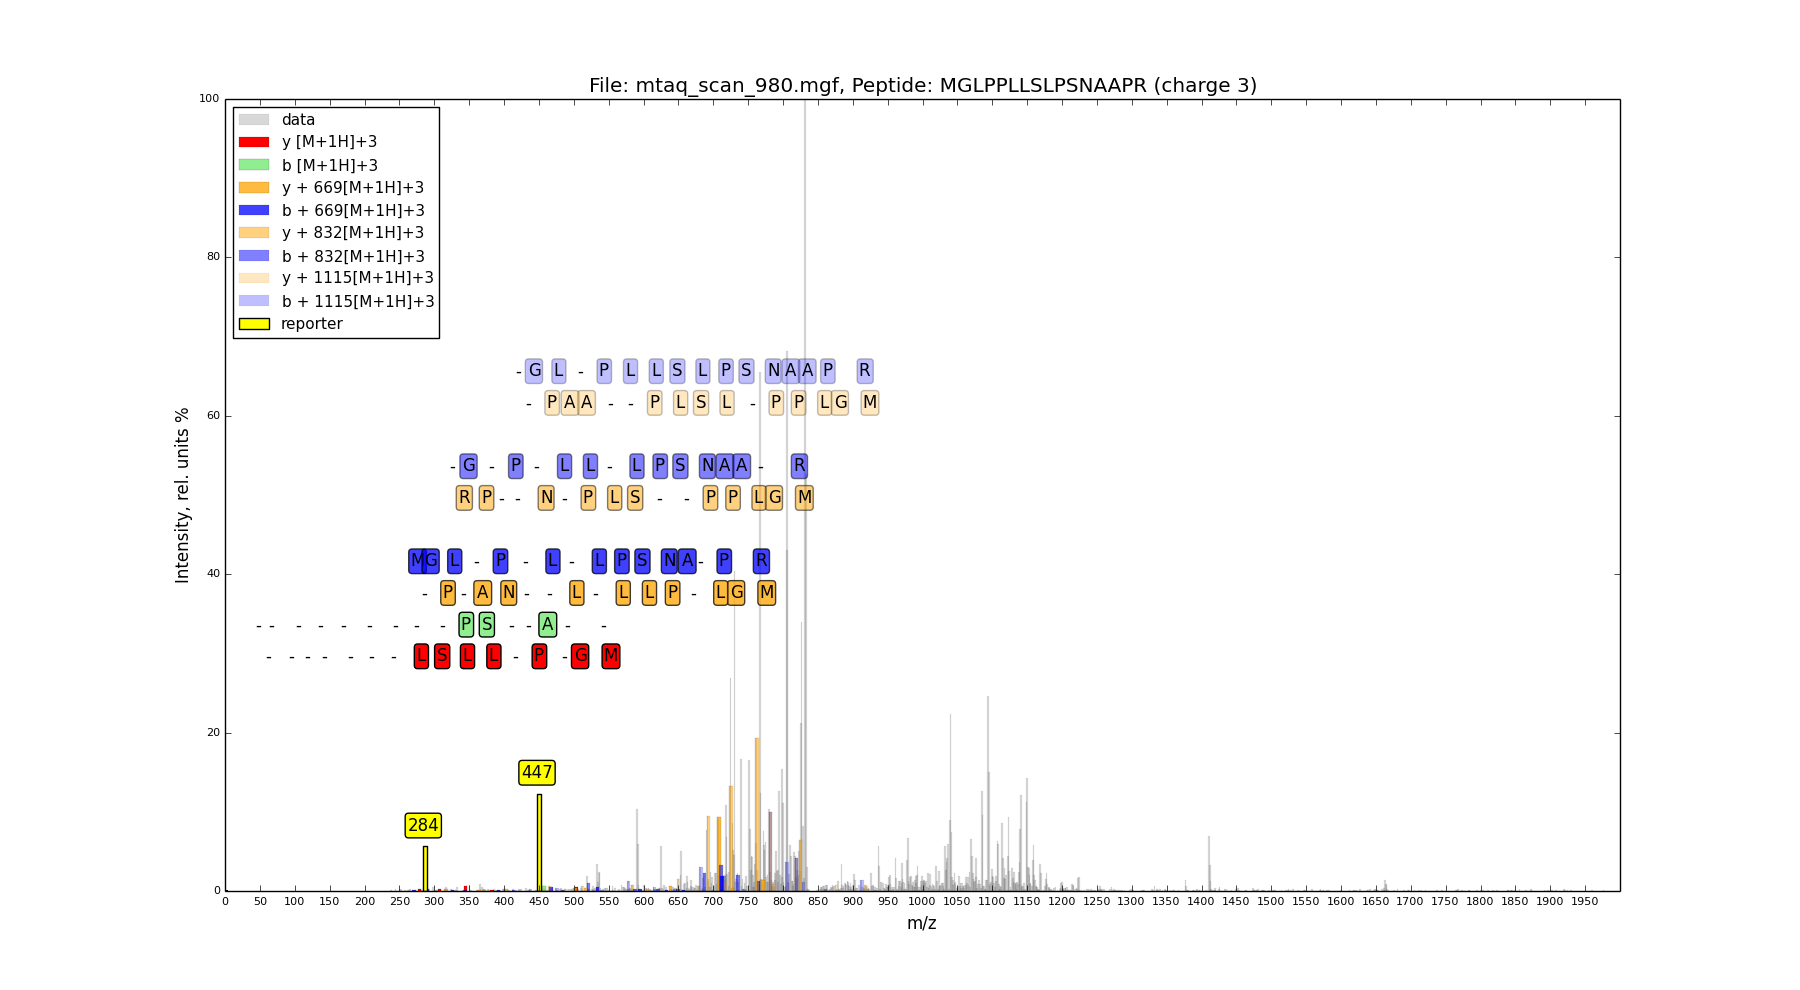 File: mtaq_scan_980.mgf, Peptide: MGLPPLLSLPSNAAPR (charge 3)
100
80
60
40
20
0
Intensity, rel. units %
data
y [M+1H]+3
b [M+1H]+3
y + 669[M+1H]+3
b + 669[M+1H]+3
y + 832[M+1H]+3
b + 832[M+1H]+3
y + 1115[M+1H]+3
b + 1115[M+1H]+3
reporter
- G L - P L L S L P S N A A P R
- P A A - - P L S L - P P L G M
- G - P - L L - L P S N A A - R
R P - - N - P L S - - P P L G M
M G L - P - L - L P S N A - P R
- P - A N - - L - L L P - L G M
- - - - - - - - - P S - - A - -
- - - - - - - L S L L - P - G M
447
284
0 50 100 150 200 250 300 350 400 450 500 550 600 650 700 750 800 850 900 950 1000 1050 1100 1150 1200 1250 1300 1350 1400 1450 1500 1550 1600 1650 1700 1750 1800 1850 1900 1950
m/z